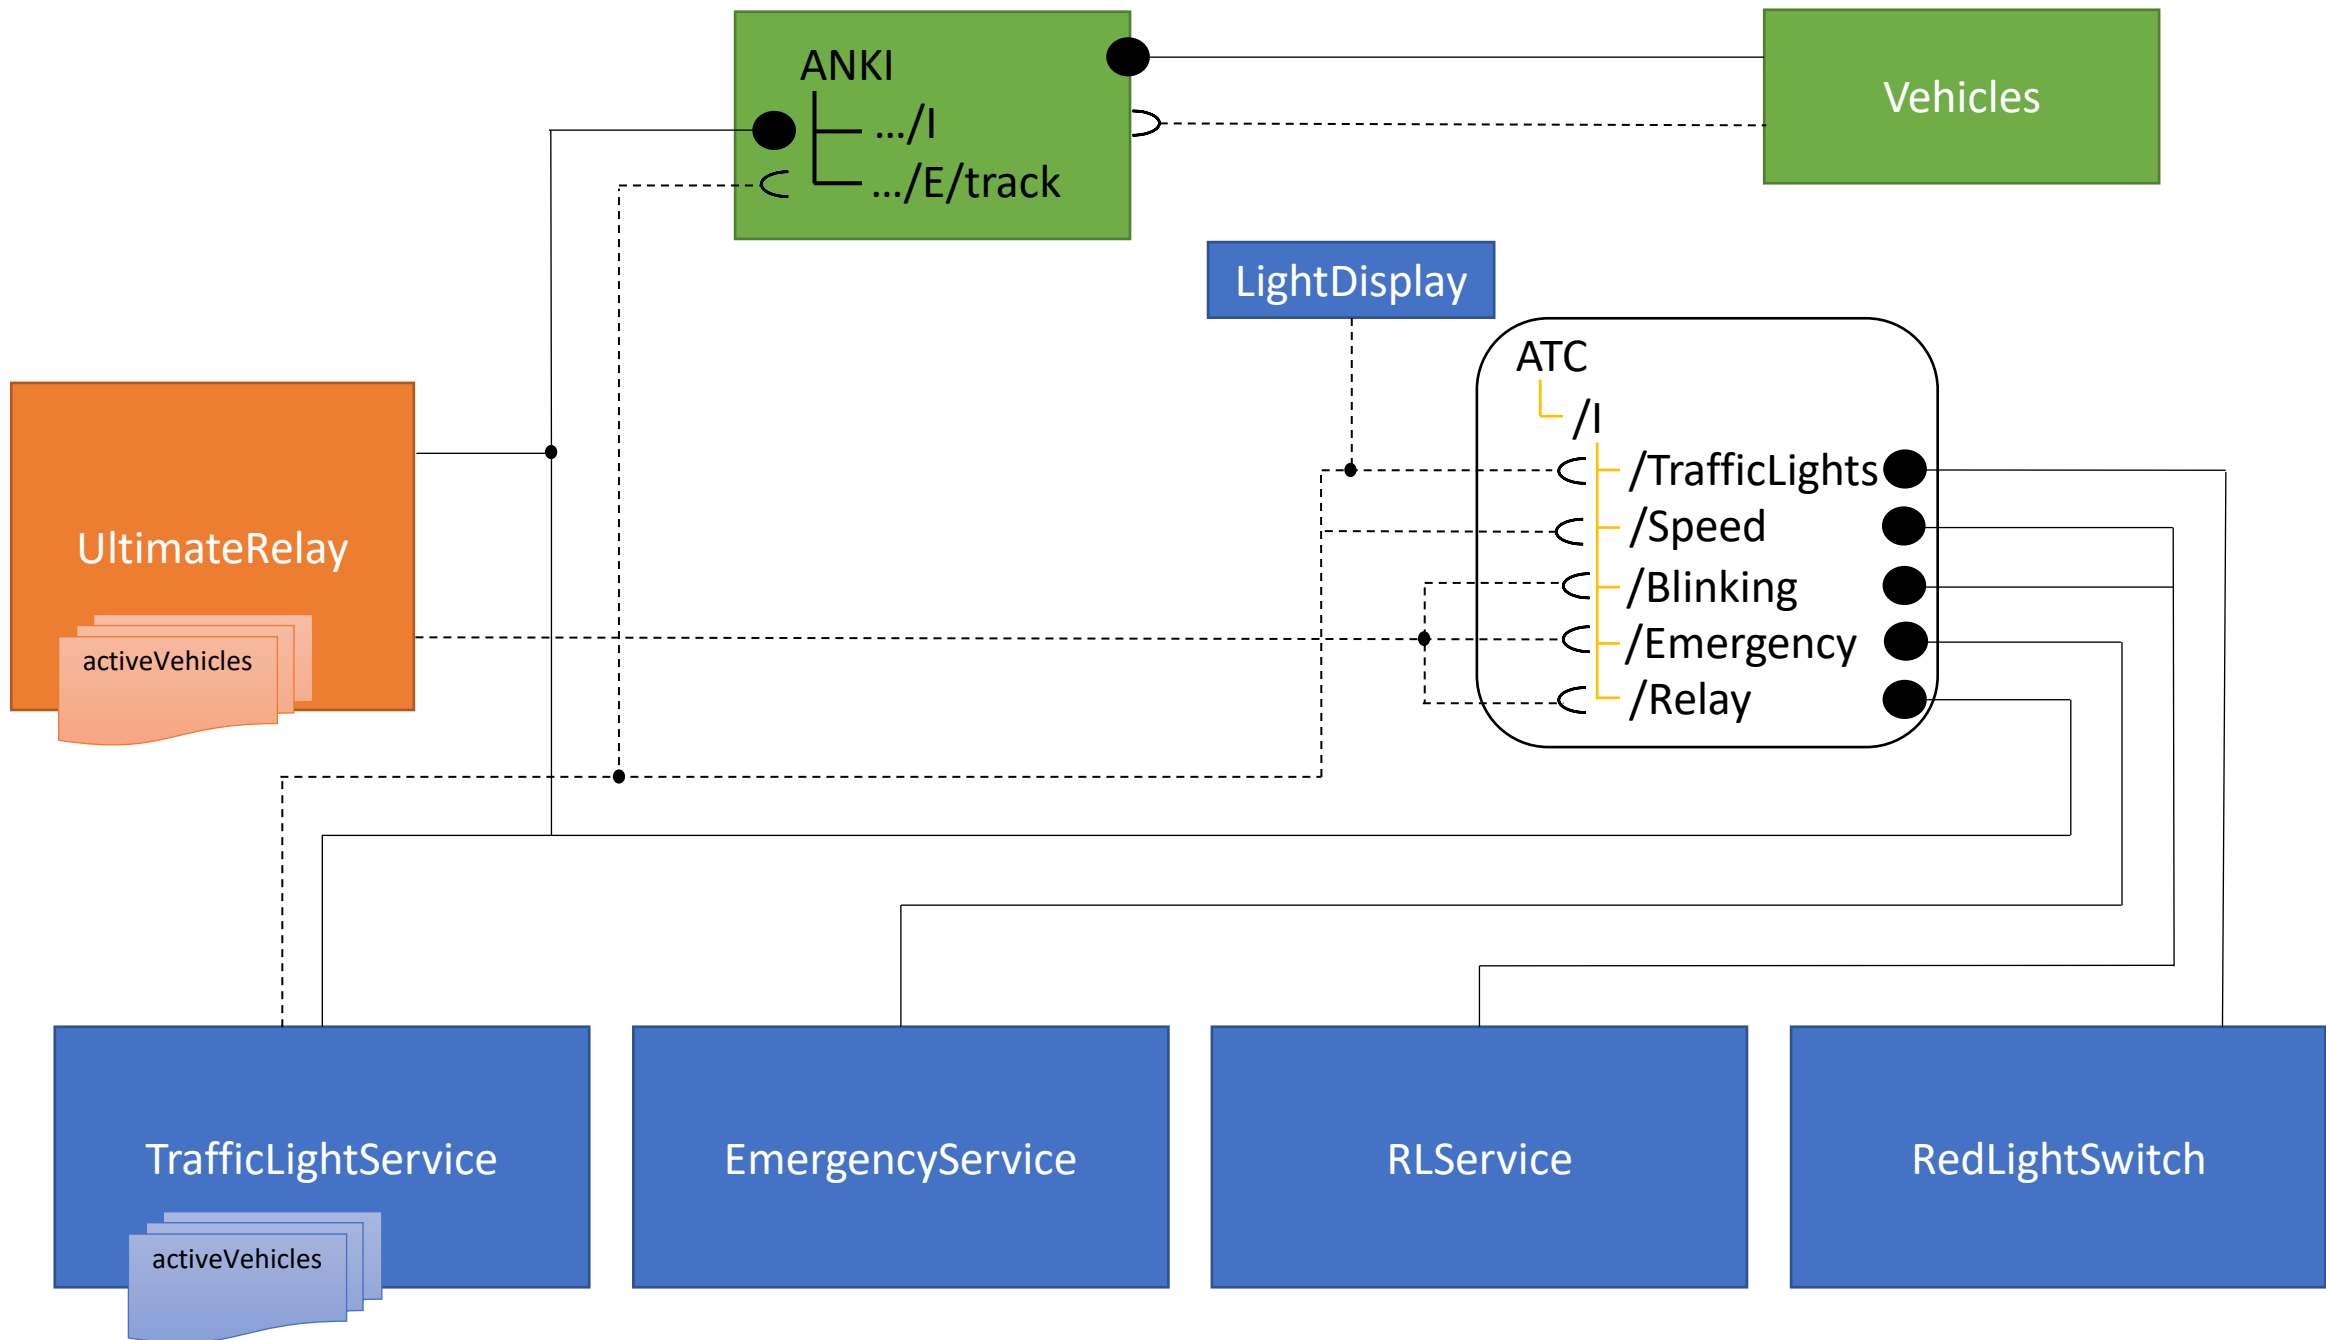 ANKI
.../I
.../E/track
Vehicles
LightDisplay
ATC
/I
/TrafficLights
/Speed
/Blinking
/Emergency
/Relay
UltimateRelay
activeVehicles
TrafficLightService
activeVehicles
EmergencyService
RLService
RedLightSwitch